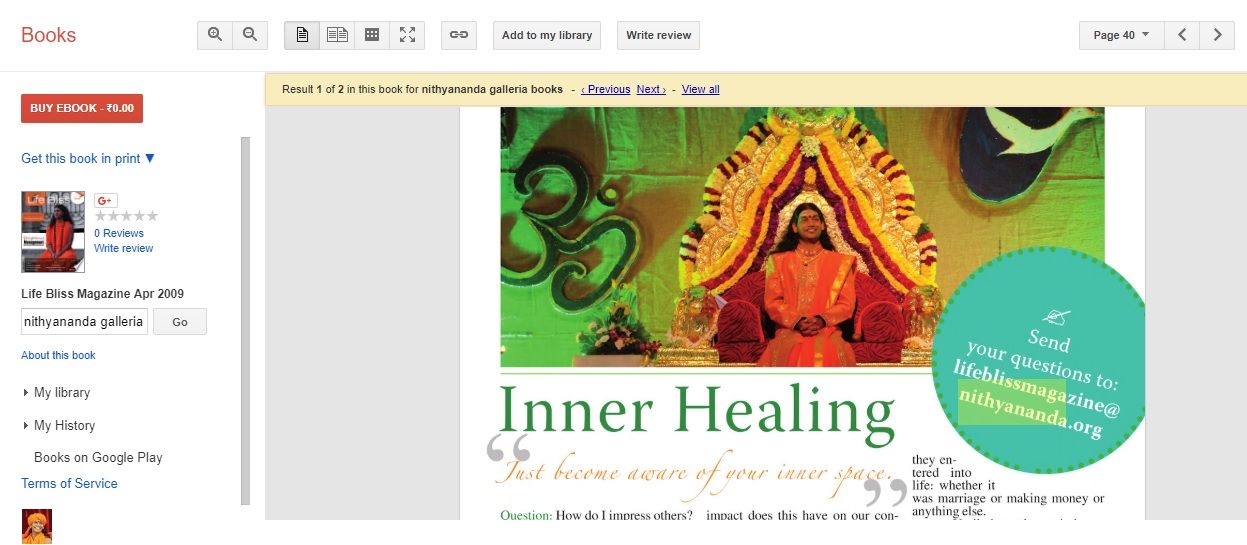 Books
Add to my library
Write review
Page 40
BUY EBOOK - ₹0.00
Result 1 of 2 in this book for nithyananda galleria books - ‹ Previous Next › - View all
Get this book in print ▼
Life Bliss
G+
0 Reviews
Write review
Life Bliss Magazine Apr 2009
nithyananda galleria
Go
About this book
My library
My History
Books on Google Play
Terms of Service
Send
your questions to:
lifeblissmagazine@
nithyananda.org
Inner Healing
“Just become aware of your inner space.”
Question: How do I impress others?
impact does this have on our con-
they en-
tered into
life: whether it
was marriage or making money or
anything else.